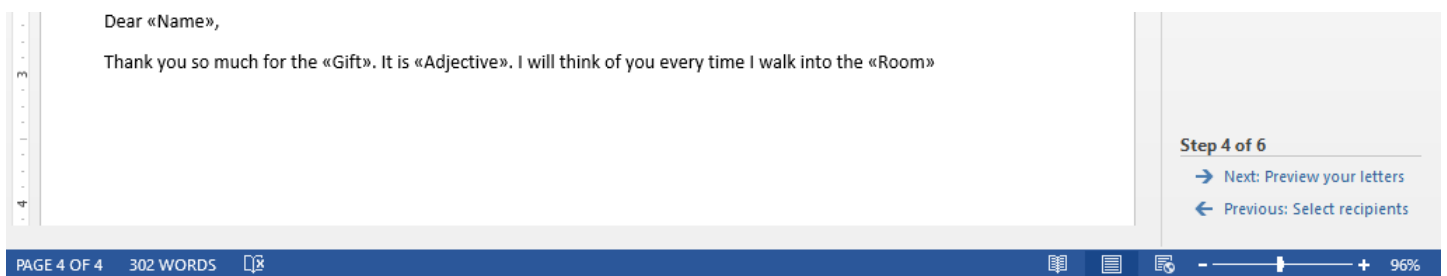 Dear «Name»,
Thank you so much for the «Gift». It is «Adjective». I will think of you every time I walk into the «Room»
3
4
Step 4 of 6
→ Next: Preview your letters
← Previous: Select recipients
PAGE 4 OF 4 302 WORDS - + 96%